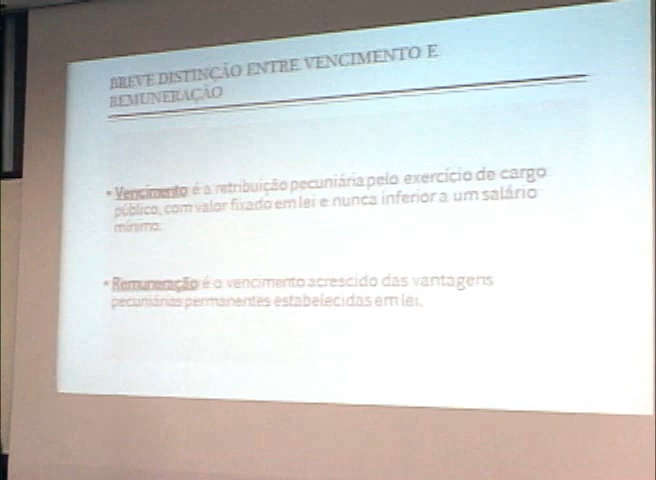 BREVE DISTINÇÃO ENTRE VENCIMENTO E
REMUNERAÇÃO
• Vencimento é a retribuição pecuniária pelo exercício de cargo
público, com valor fixado em lei e nunca inferior a um salário
mínimo.
• Remuneração é o vencimento acrescido das vantagens
pecuniárias permanentes estabelecidas em lei.